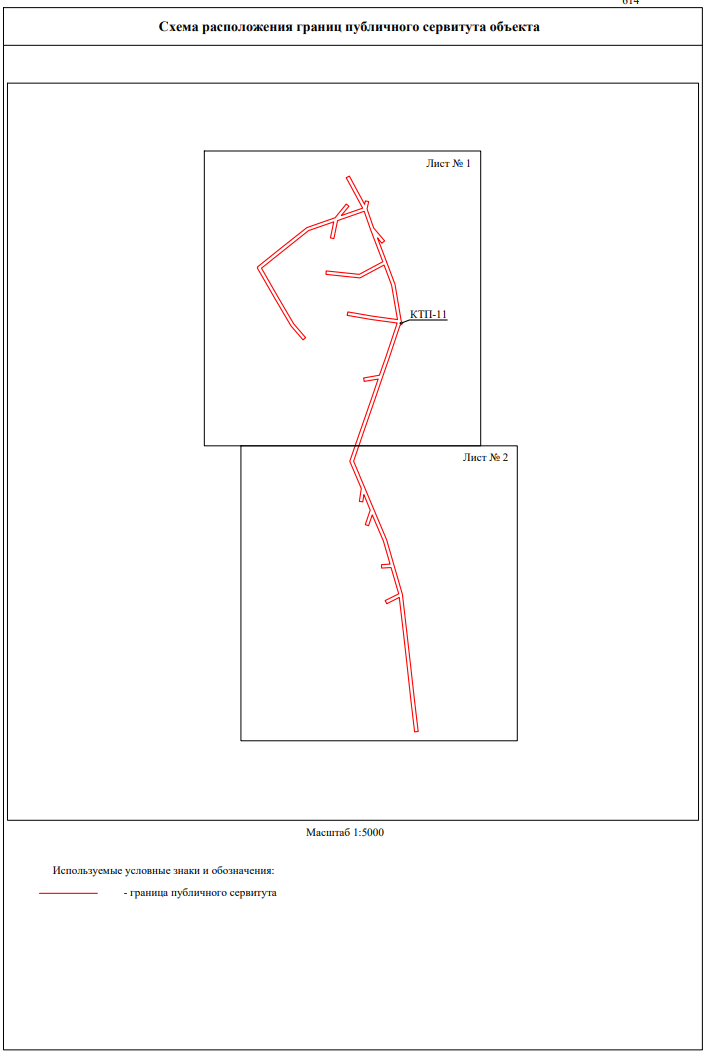 614
Схема расположения границ публичного сервитута объекта
Лист № 1
КТП-11
Лист № 2
Масштаб 1:5000
Используемые условные знаки и обозначения:
- граница публичного сервитута